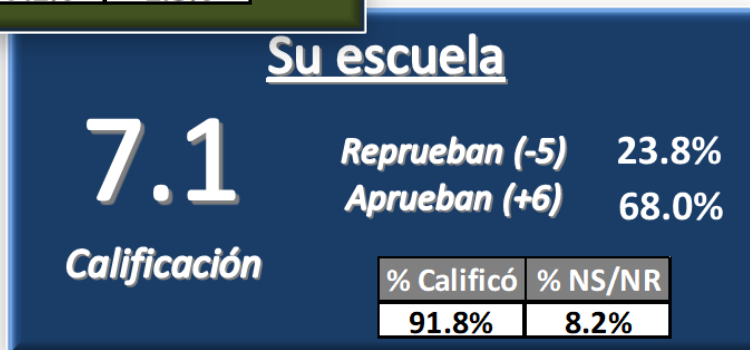 Su escuela
7.1
Calificación
Reprueban (-5) 23.8%
Aprueban (+6) 68.0%
% Calificó % NS/NR
91.8% 8.2%